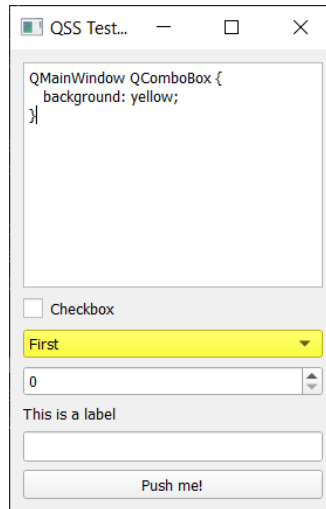 QSS Test...
QMainWindow QComboBox {
    background: yellow;
}
Checkbox
First
0
This is a label
Push me!